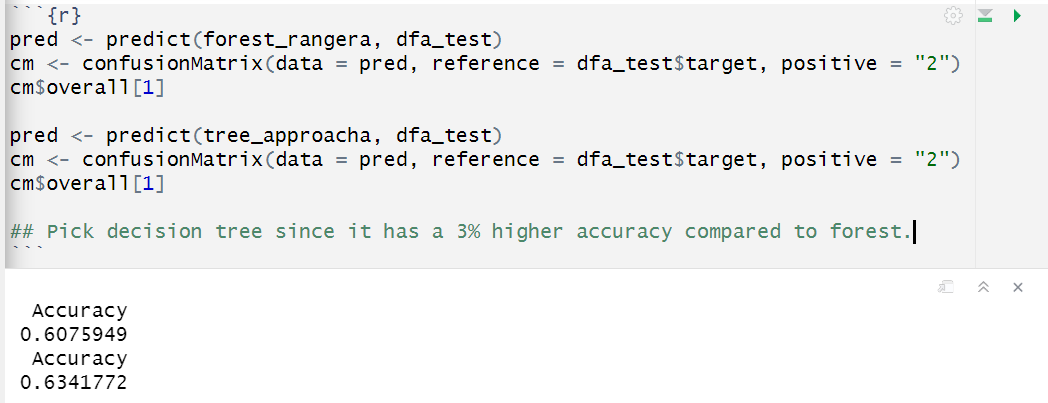 ```{r}
pred <- predict(forest_rangera, dfa_test)
cm <- confusionMatrix(data = pred, reference = dfa_test$target, positive = "2")
cm$overall[1]
pred <- predict(tree_approacha, dfa_test)
cm <- confusionMatrix(data = pred, reference = dfa_test$target, positive = "2")
cm$overall[1]
## Pick decision tree since it has a 3% higher accuracy compared to forest.
```
Accuracy
0.6075949
Accuracy
0.6341772